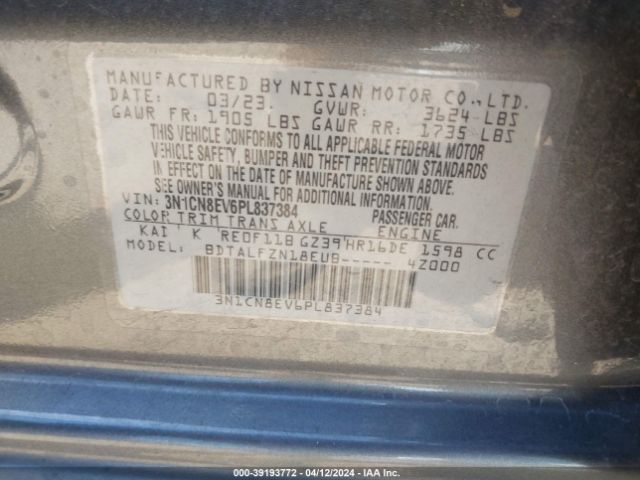 MANUFACTURED BY NISSAN MOTOR CO.,LTD.
DATE: 03/23. GVWR: 3624 LBS
GAWR FR: 1905 LBS GAWR RR: 1735 LBS
THIS VEHICLE CONFORMS TO ALL APPLICABLE FEDERAL MOTOR
VEHICLE SAFETY, BUMPER AND THEFT PREVENTION STANDARDS
IN EFFECT ON THE DATE OF MANUFACTURE SHOWN ABOVE.
SEE OWNER'S MANUAL FOR ADDITIONAL INFORMATION.
VIN: 3N1CN8EV6PL837384 PASSENGER CAR.
COLOR TRIM TRANS AXLE ENGINE
KAD K RE0F11B GZ39 HR16DE 1598 CC
MODEL: BDTALFZN18EUB----- 4Z000
3N1CN8EV6PL837384
000-39193772 - 04/12/2024 - IAA Inc.